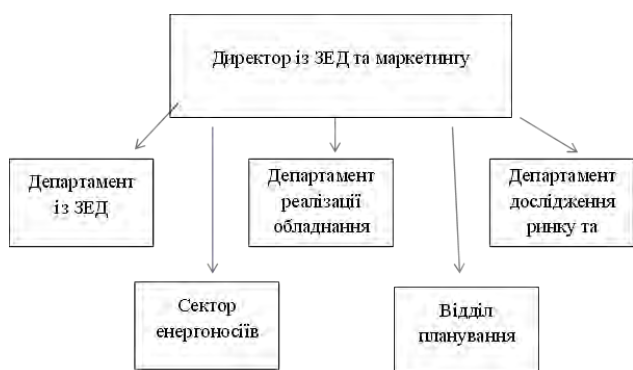 Директор із ЗЕД та маркетингу
Департамент
із ЗЕД
Департамент
реалізації
обладнання
Департамент
дослідження
ринку та
Сектор
енергоносіїв
Відділ
планування